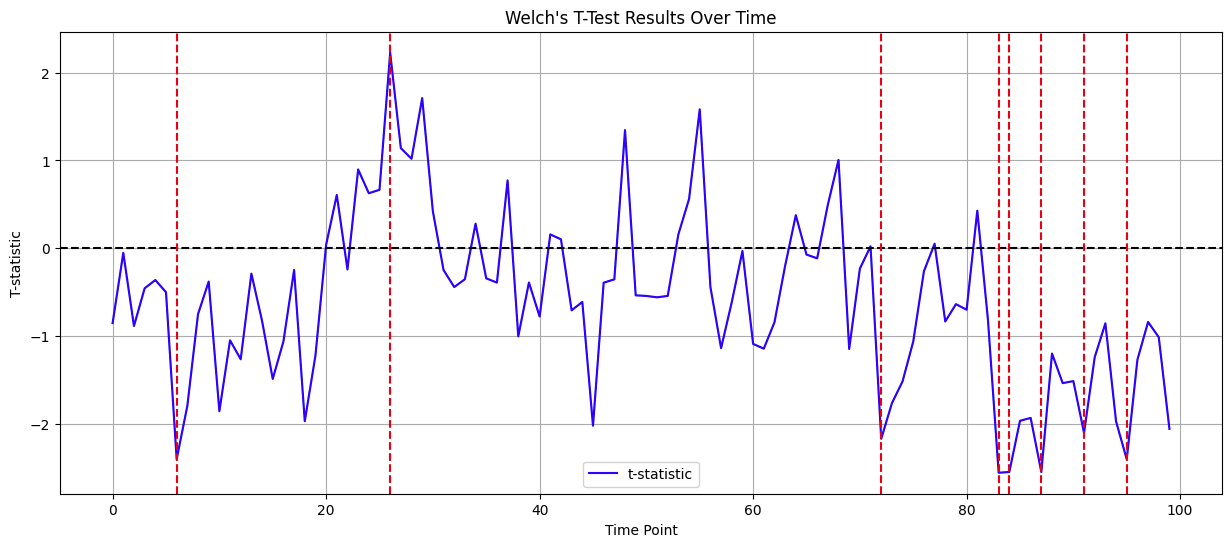 Welch's T-Test Results Over Time
T-statistic
2
1
0
−1
−2
t-statistic
0 20 40 60 80 100
Time Point